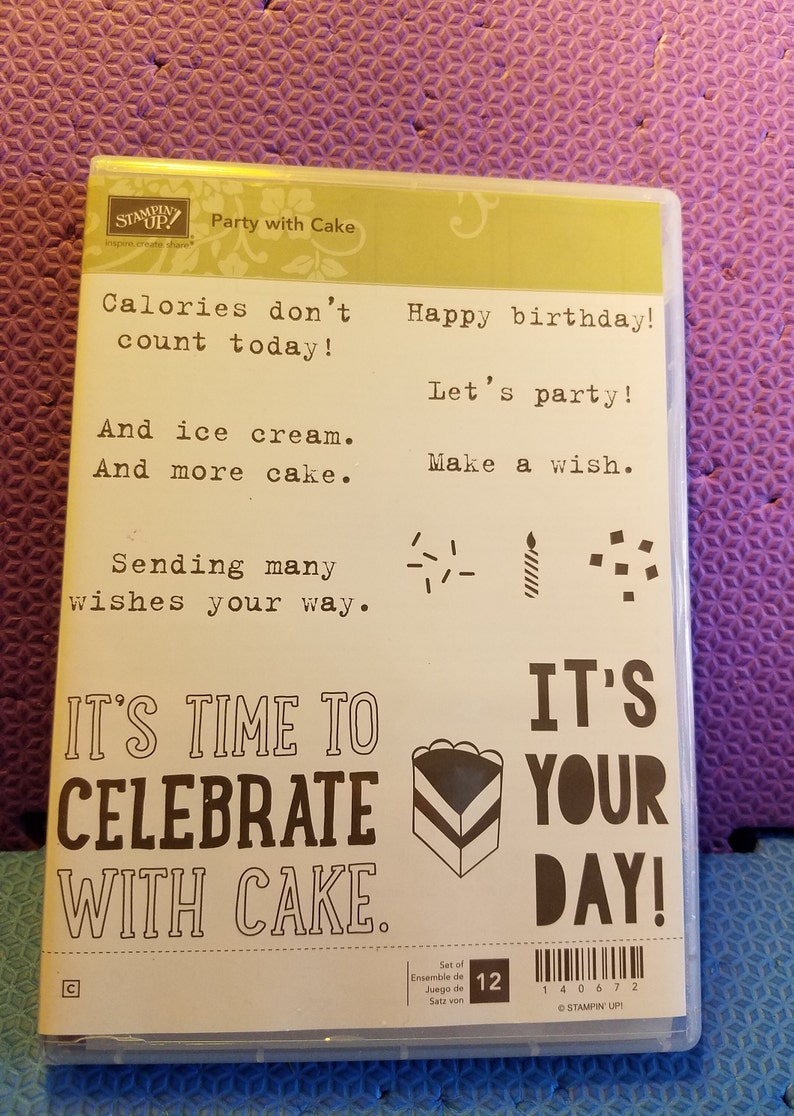 STAMPIN' UP!®
inspire. create. share.®
Party with Cake
Calories don't
count today!
Happy birthday!
Let's party!
And ice cream.
And more cake.
Make a wish.
Sending many
wishes your way.
IT'S TIME TO
CELEBRATE
WITH CAKE.
IT'S
YOUR
DAY!
C
Set of
Ensemble de
Juego de
Satz von
12
140672
© STAMPIN' UP!